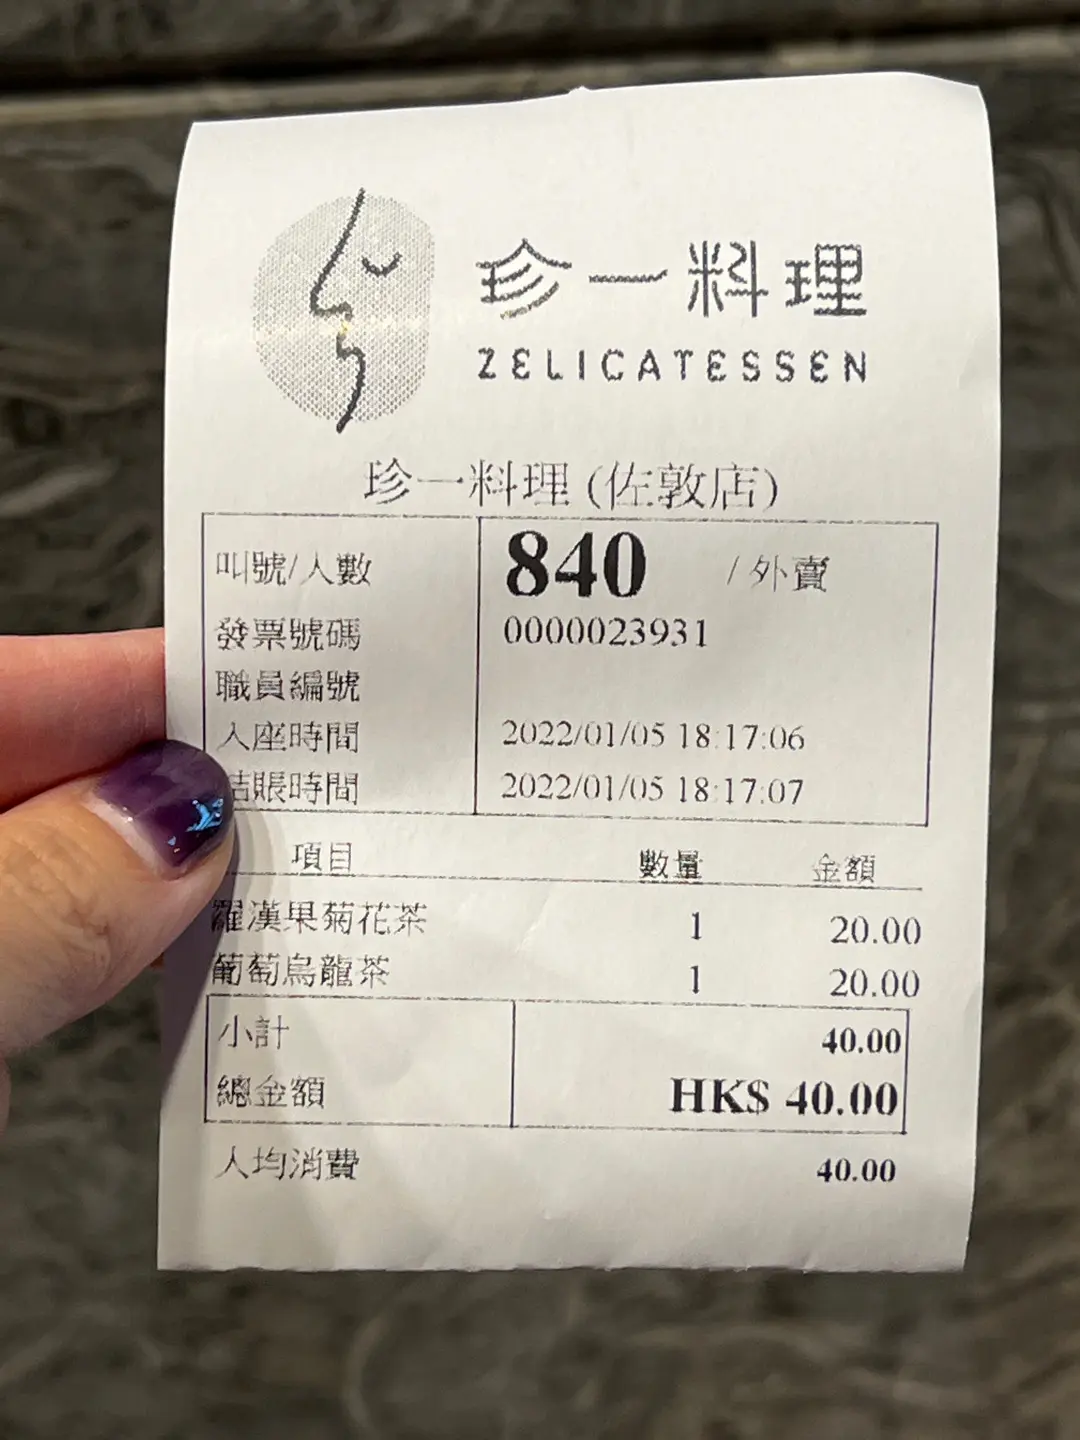 珍一料理
ZELICATESSEN
珍一料理 (佐敦店)
叫號/人數 840 / 外賣
發票號碼 0000023931
職員編號
入座時間 2022/01/05 18:17:06
結賬時間 2022/01/05 18:17:07
項目 數量 金額
羅漢果菊花茶 1 20.00
葡萄烏龍茶 1 20.00
小計 40.00
總金額 HK$ 40.00
人均消費 40.00